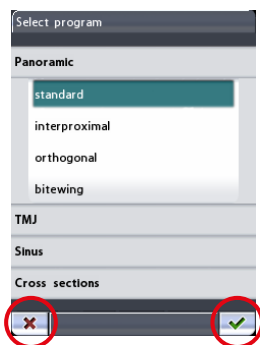 Select program
Panoramic
standard
interproximal
orthogonal
bitewing
TMJ
Sinus
Cross sections